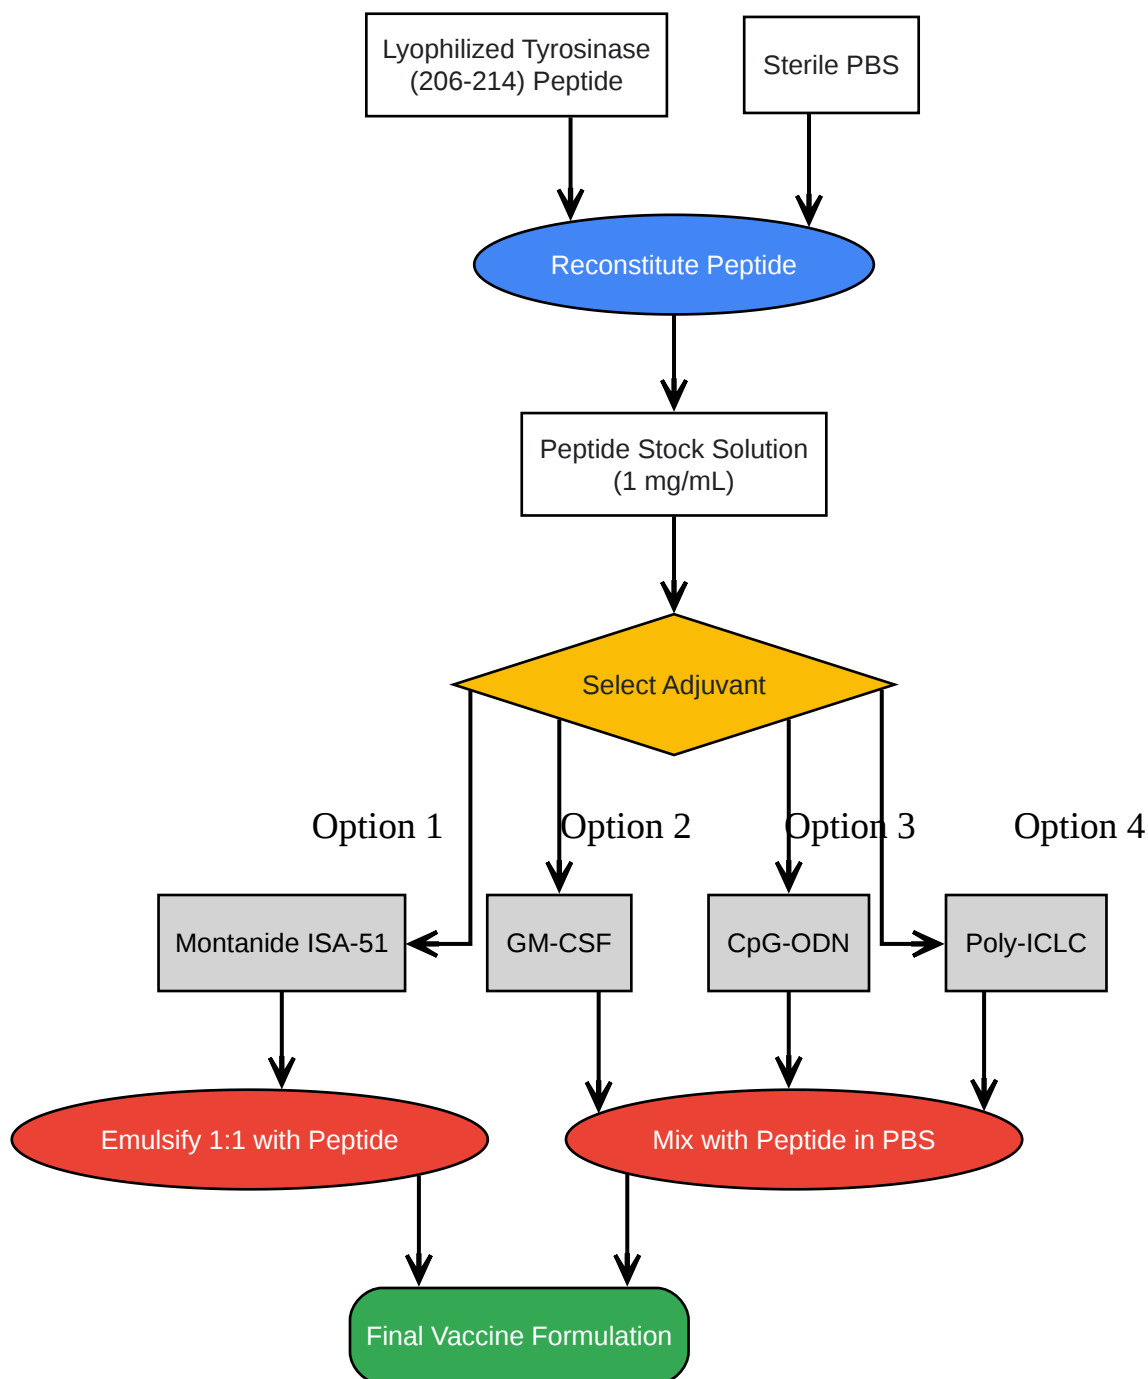 Lyophilized Tyrosinase
(206-214) Peptide
Sterile PBS
Reconstitute Peptide
Peptide Stock Solution
(1 mg/mL)
Select Adjuvant
Option 1
Option 2
Option 3
Option 4
Montanide ISA-51
GM-CSF
CpG-ODN
Poly-ICLC
Emulsify 1:1 with Peptide
Mix with Peptide in PBS
Final Vaccine Formulation